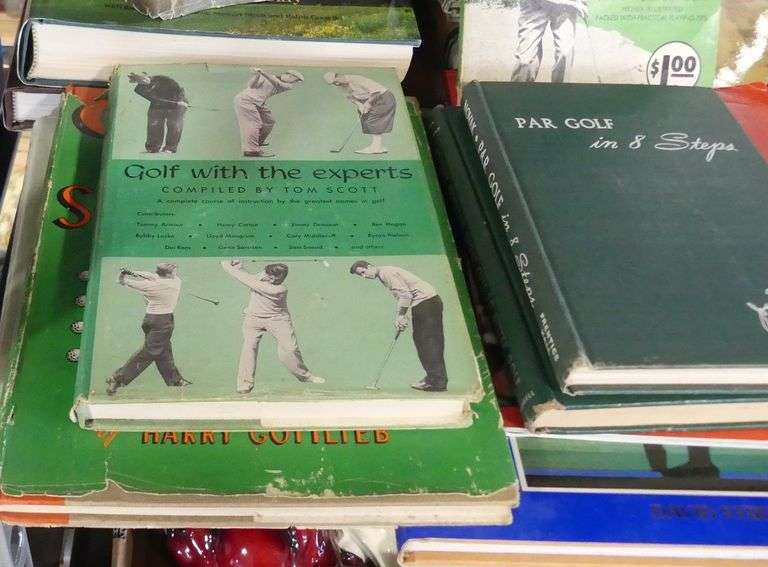 $1.00
Golf with the experts
COMPILED BY TOM SCOTT
A complete course of instruction by the greatest names in golf
Contributors:
Tommy Armour • Henry Cotton • Jimmy Demaret • Ben Hogan
Bobby Locke • Lloyd Mangrum • Cary Middlecoff • Byron Nelson
Dai Rees • Gene Sarazen • Sam Snead • and others
HARRY GOTTLIEB
PAR GOLF
in 8 Steps
PAR GOLF in 8 Steps
PRENTICE